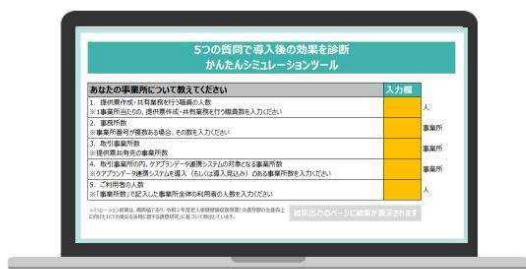 5つの質問で導入後の効果を診断
かんたんシミュレーションツール
あなたの事業所について教えてください 入力欄
1. 提供票作成・共有業務を行う職員の人数
※1事業所当たりの、提供票作成・共有業務を行う職員数を入力ください
人
2. 事務所数
※事業所番号が複数ある場合、その数を入力ください
事業所
3. 取引事業所数
※提供票共有先の事業所数
事業所
4. 取引事業所の内、ケアプランデータ連携システムの対象となる事業所数
※ケアプランデータ連携システムを導入(もしくは導入見込み)のある事業所数を入力ください
事業所
5. ご利用者の人数
※「事業所数」で記入した事業所全体の利用者の人数を入力ください
人
結果出力のページに結果が表示されます